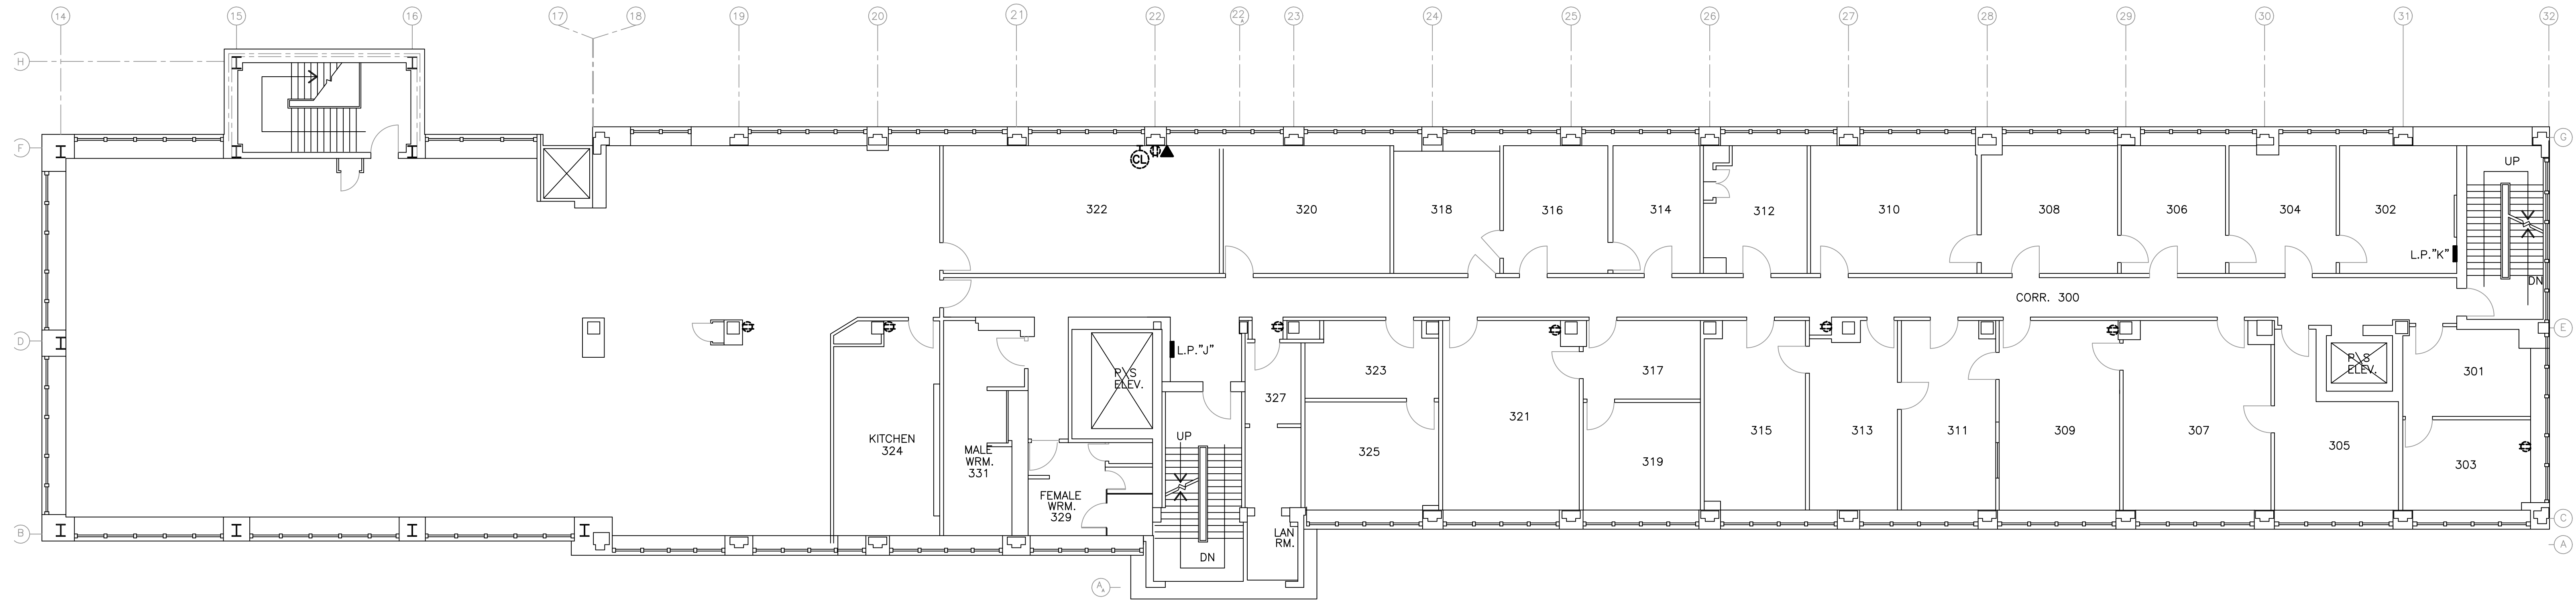 14 15 16 17 18 19 20 21 22 22A 23 24 25 26 27 28 29 30 31 32
H
F
G
UP
CL
322 320 318 316 314 312 310 308 306 304 302
L.P."K"
DN
CORR. 300
D
E
L.P."J"
P\S
ELEV.
P\S
ELEV.
323 317 301
327
321
KITCHEN
324
UP
315 313 311 309 307
MALE
WRM.
331
325
319
305
303
FEMALE
WRM.
329
B
C
LAN
RM.
A
DN
AA